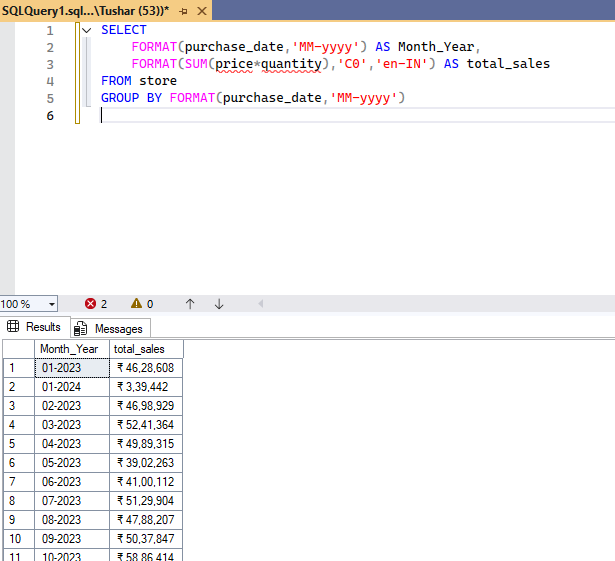 SQLQuery1.sql...\Tushar (53))*
1 SELECT
2 FORMAT(purchase_date,'MM-yyyy') AS Month_Year,
3 FORMAT(SUM(price*quantity),'C0','en-IN') AS total_sales
4 FROM store
5 GROUP BY FORMAT(purchase_date,'MM-yyyy')
6
100 % 2 0
Results Messages
Month_Year total_sales
1 01-2023 ₹ 46,28,608
2 01-2024 ₹ 3,39,442
3 02-2023 ₹ 46,98,929
4 03-2023 ₹ 52,41,364
5 04-2023 ₹ 49,89,315
6 05-2023 ₹ 39,02,263
7 06-2023 ₹ 41,00,112
8 07-2023 ₹ 51,29,904
9 08-2023 ₹ 47,88,207
10 09-2023 ₹ 50,37,847
11 10-2023 ₹ 58,86,414